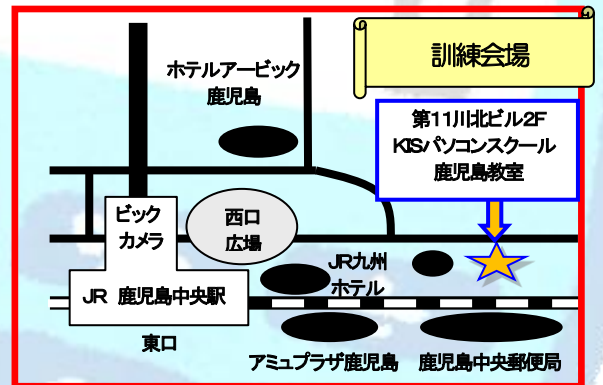 訓練会場
ホテルアービック
鹿児島
第11川北ビル2F
KISパソコンスクール
鹿児島教室
ビック
カメラ
西口
広場
JR九州
ホテル
JR 鹿児島中央駅
東口
アミュプラザ鹿児島
鹿児島中央郵便局